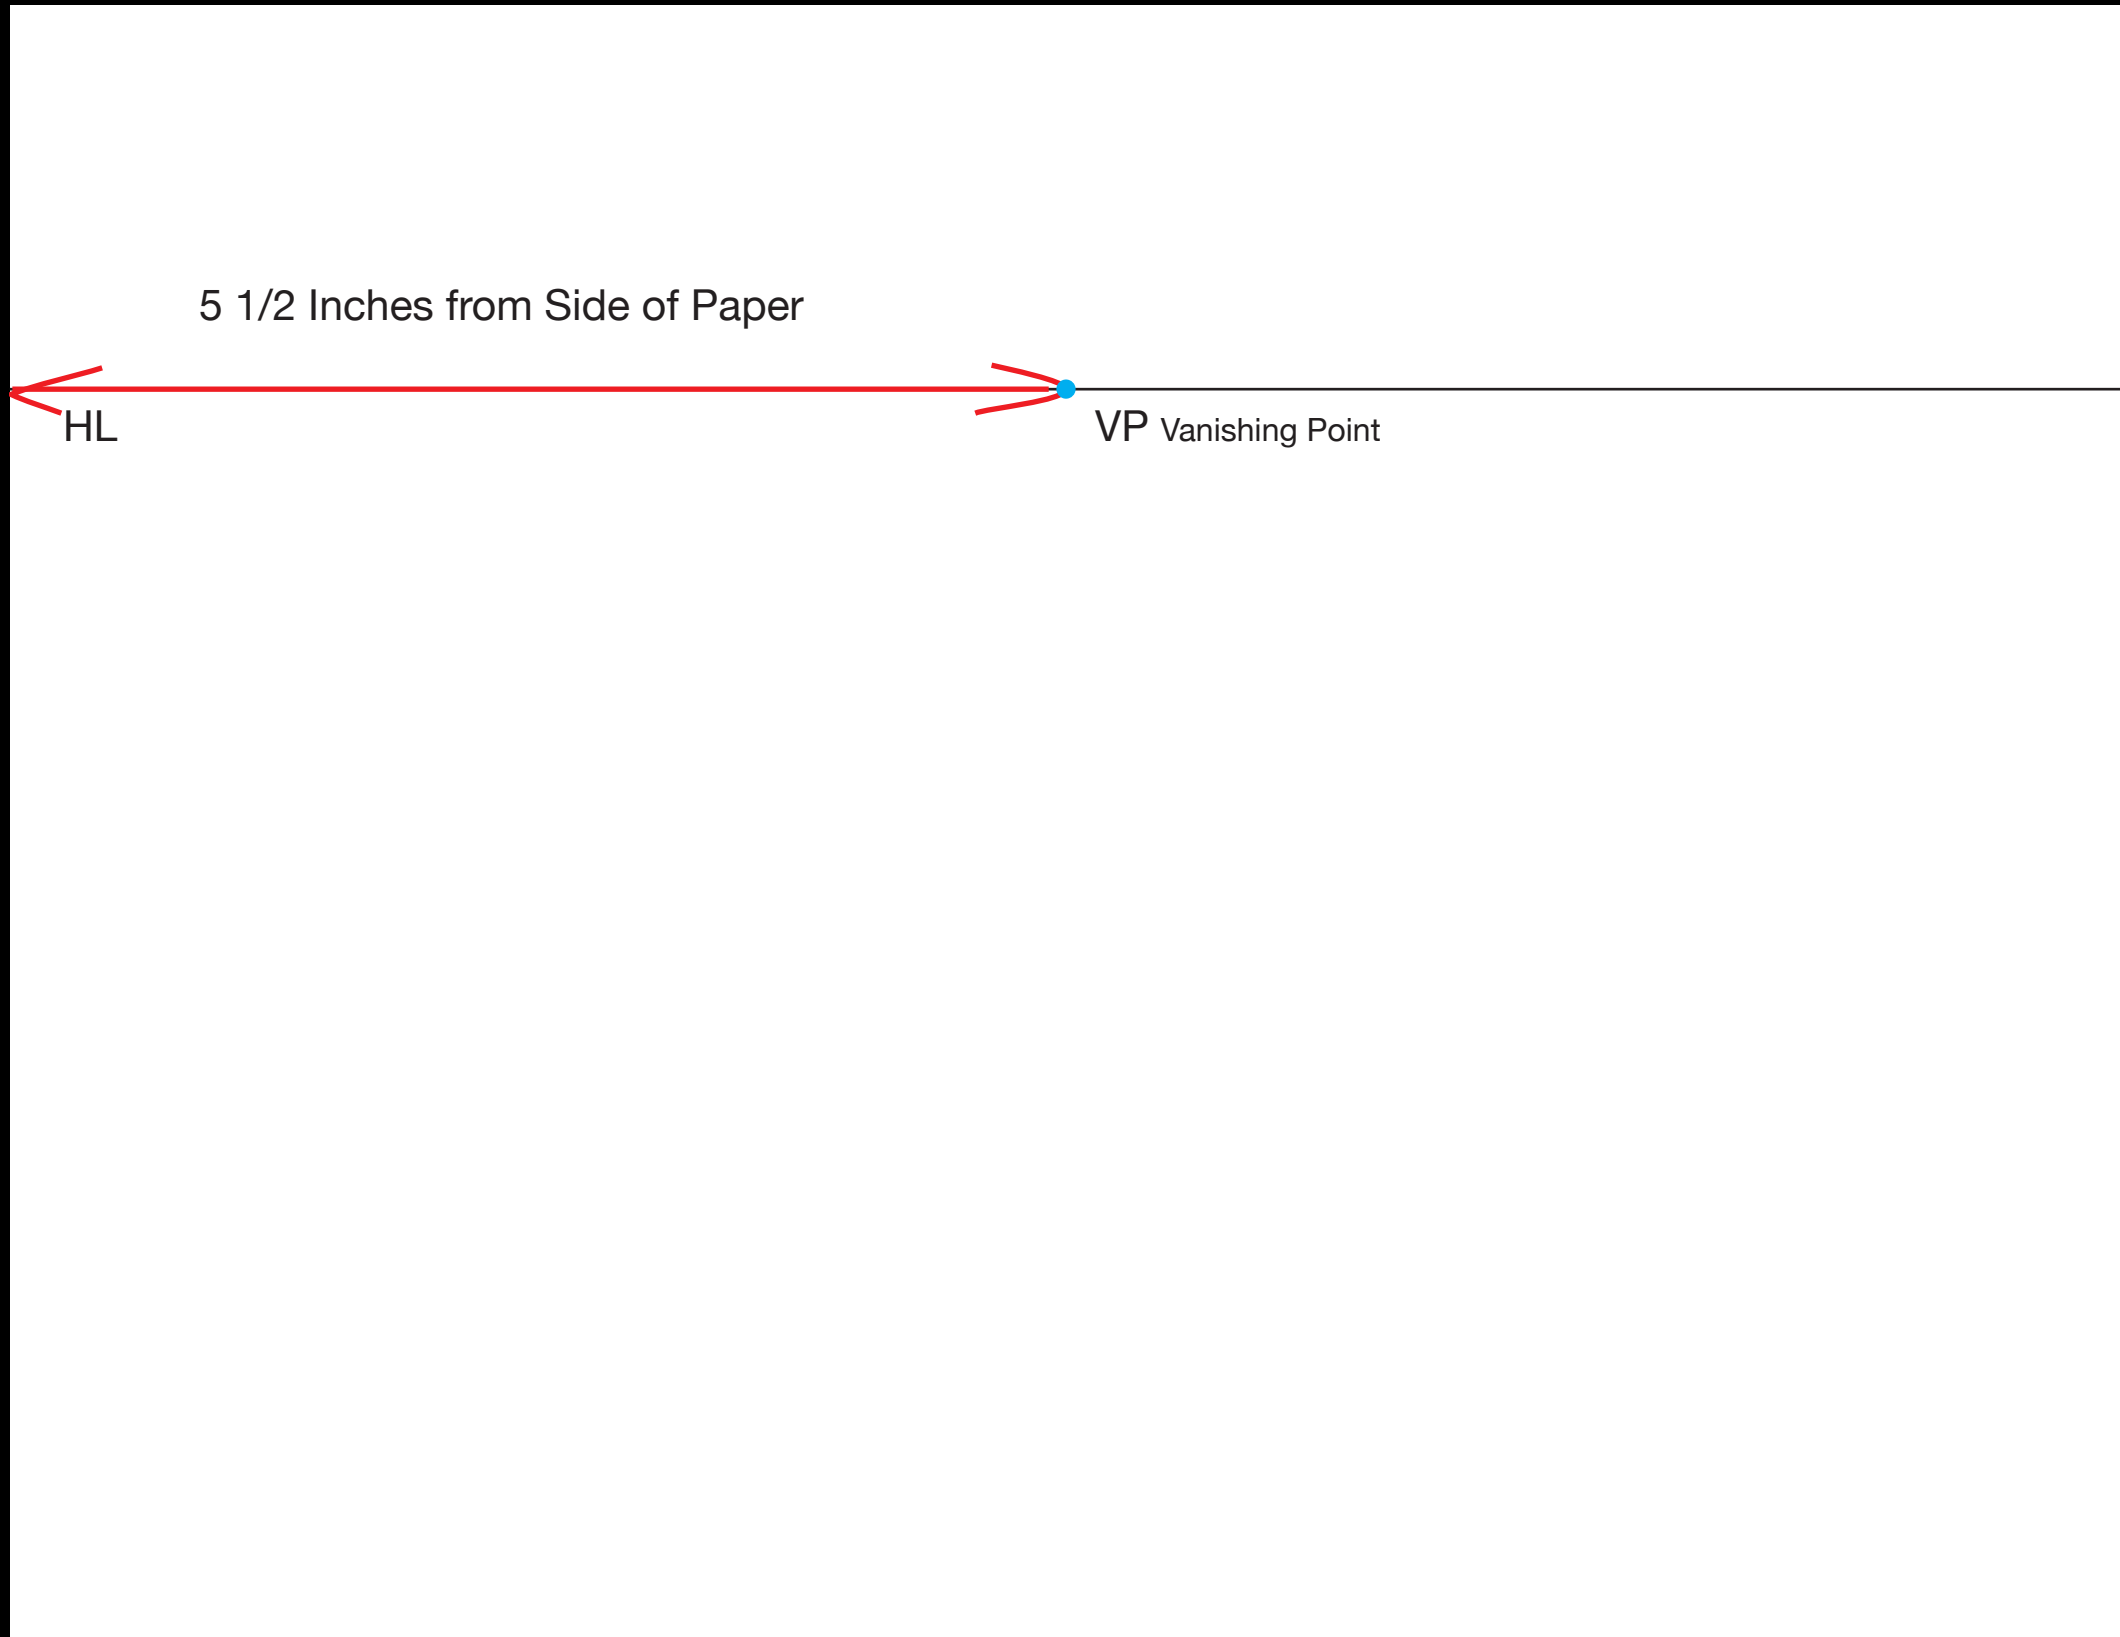 5 1/2 Inches from Side of Paper
HL
VP Vanishing Point